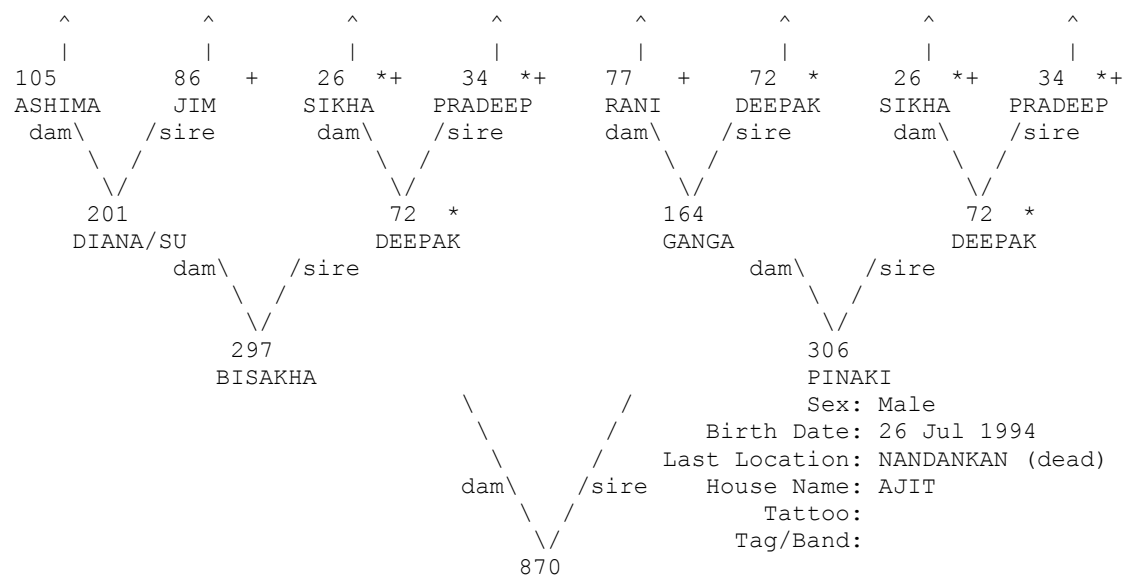 ^ ^ ^ ^ ^ ^ ^ ^
| | | | | | | |
105 86 + 26 *+ 34 *+ 77 + 72 * 26 *+ 34 *+
ASHIMA JIM SIKHA PRADEEP RANI DEEPAK SIKHA PRADEEP
dam\ /sire dam\ /sire dam\ /sire dam\ /sire
\ / \ / \ / \ /
\/ \/ \/ \/
201 72 * 164 72 *
DIANA/SU DEEPAK GANGA DEEPAK
dam\ /sire dam\ /sire
\ / \ /
\/ \/
297 306
BISAKHA PINAKI
\ / Sex: Male
\ / Birth Date: 26 Jul 1994
\ / Last Location: NANDANKAN (dead)
dam\ /sire House Name: AJIT
\ / Tattoo:
\/ Tag/Band:
870